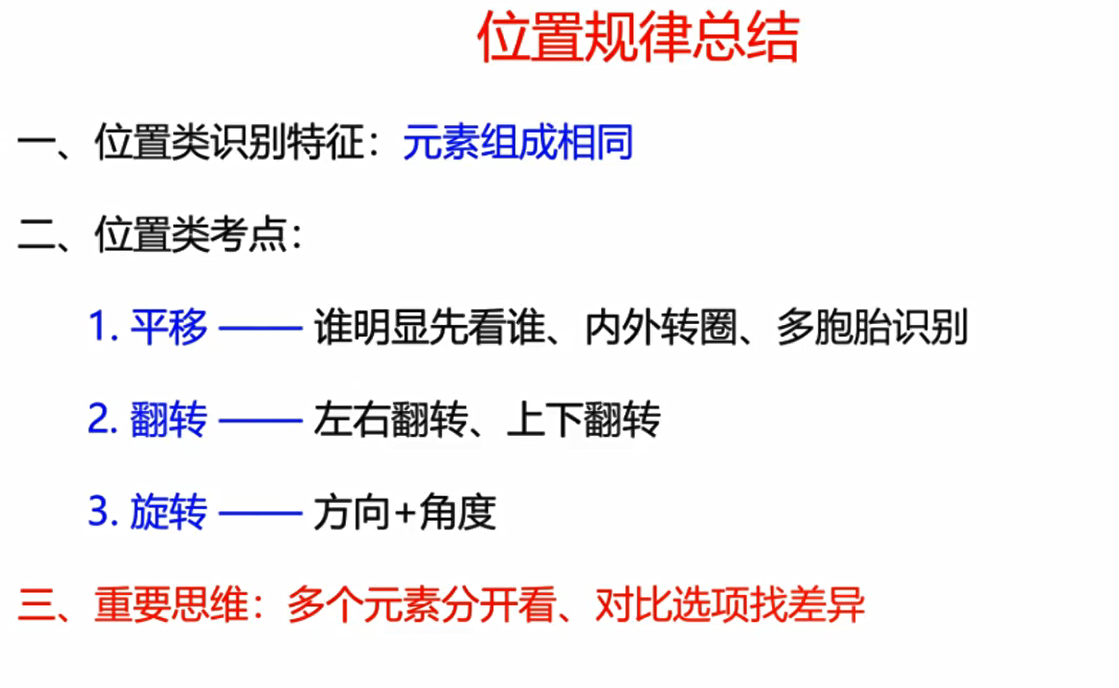 位置规律总结
一、位置类识别特征：元素组成相同
二、位置类考点：
1. 平移 —— 谁明显先看谁、内外转圈、多胞胎识别
2. 翻转 —— 左右翻转、上下翻转
3. 旋转 —— 方向+角度
三、重要思维：多个元素分开看、对比选项找差异